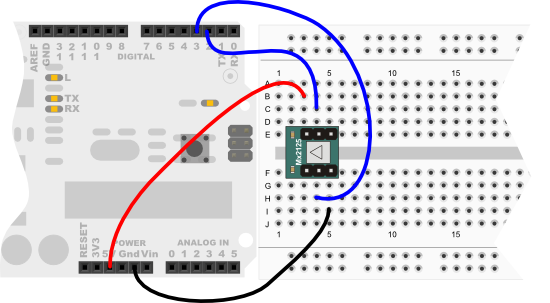 AREF
GND
13
12
11
10
9
8
7
6
5
4
3
2
1
0
TX
RX
DIGITAL
L
TX
RX
RESET
3V3
5V
POWER
Gnd
Vin
ANALOG IN
0 1 2 3 4 5
1 5 10 15
A
B
C
D
E
F
G
H
I
J
1 5 10 15
Mx2125